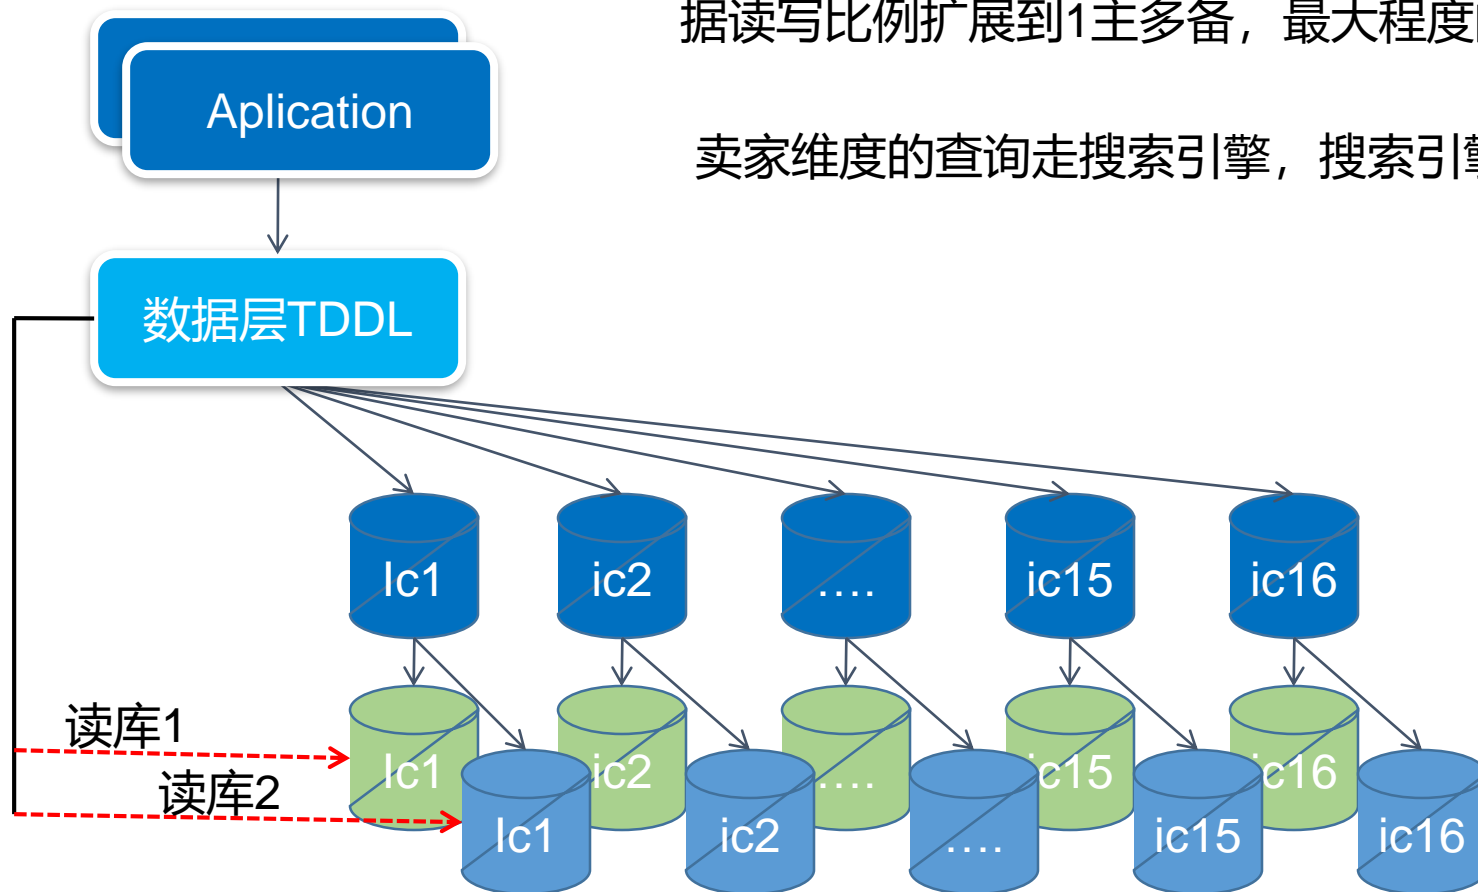 据读写比例扩展到1主多备，最大程度
Aplication
卖家维度的查询走搜索引擎，搜索引
数据层TDDL
Ic1 ic2 …. ic15 ic16
读库1
Ic1 ic2 …. ic15 ic16
读库2
Ic1 ic2 …. ic15 ic16